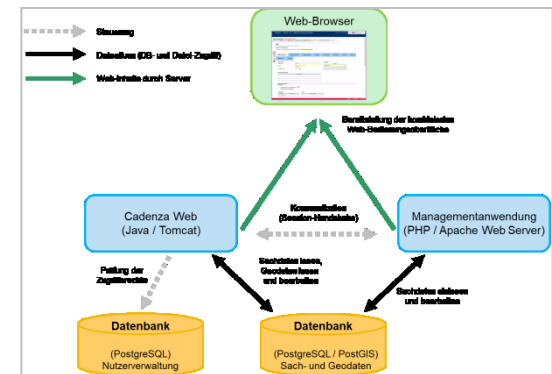 Web-Browser
Steuerung
Datenfluss (DB- und Datei-Zugriff)
Web-Inhalte durch Server
Bereitstellung der kombinierten
Web-Bedienoberfläche
Cadenza Web
(Java / Tomcat)
Kommunikation
(Session-Handshake)
Managementanwendung
(PHP / Apache Web Server)
Prüfung der
Zugriffsrechte
Sachdaten lesen,
Geodaten lesen
und bearbeiten
Sachdaten einlesen
und bearbeiten
Datenbank
(PostgreSQL)
Nutzerverwaltung
Datenbank
(PostgreSQL / PostGIS)
Sach- und Geodaten